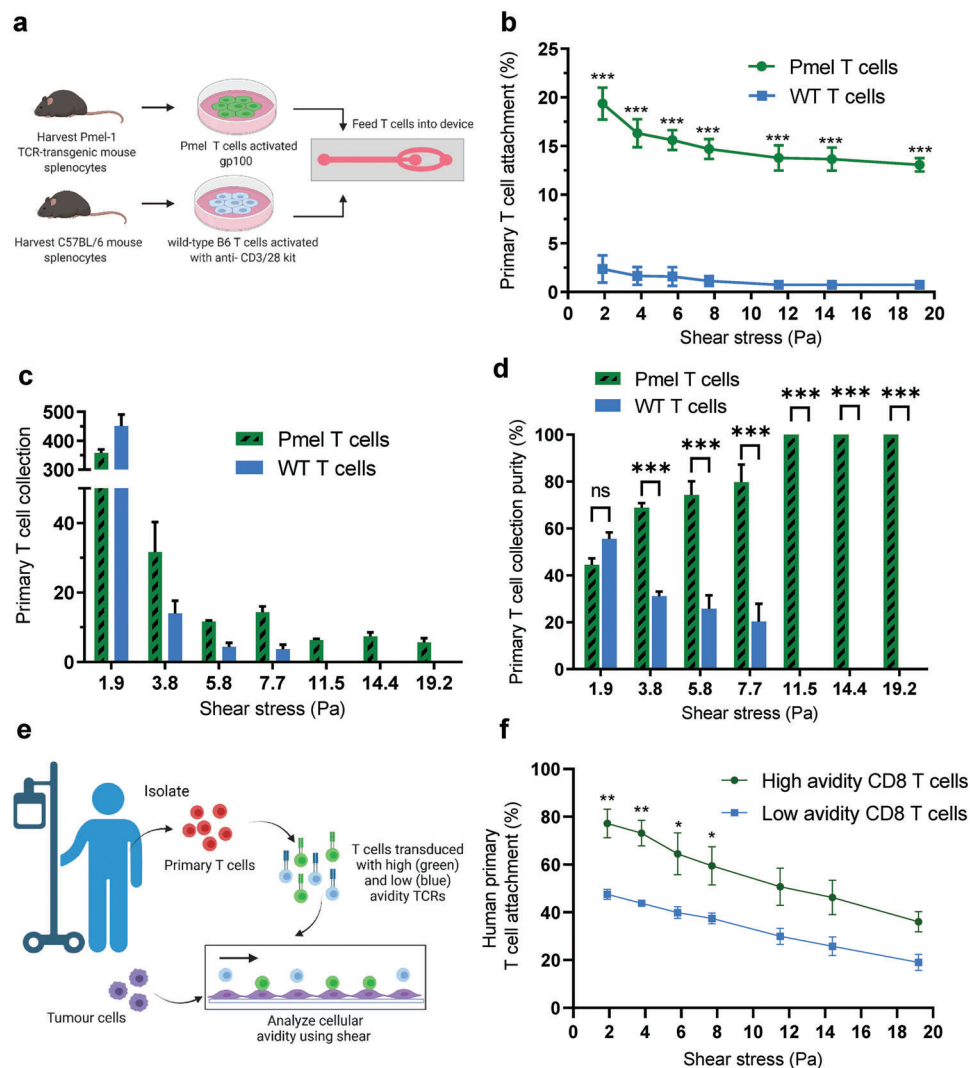 a
Harvest Pmel-1
TCR-transgenic mouse
splenocytes
Pmel T cells activated
gp100
Feed T cells into device
Harvest C57BL/6 mouse
splenocytes
wild-type B6 T cells activated
with anti- CD3/28 kit
b
Primary T cell attachment (%)
25
20
15
10
5
0
*** *** *** *** *** *** ***
Pmel T cells
WT T cells
0 2 4 6 8 10 12 14 16 18 20
Shear stress (Pa)
c
Primary T cell collection
500
400
300
40
20
0
Pmel T cells
WT T cells
1.9 3.8 5.8 7.7 11.5 14.4 19.2
Shear stress (Pa)
d
Pmel T cells
WT T cells
Primary T cell collection purity (%)
100
80
60
40
20
0
ns *** *** *** *** *** ***
1.9 3.8 5.8 7.7 11.5 14.4 19.2
Shear stress (Pa)
e
Isolate
Primary T cells
T cells transduced
with high (green)
and low (blue)
avidity TCRs
Tumour cells
Analyze cellular
avidity using shear
f
Human primary
T cell attachment (%)
100
80
60
40
20
0
** ** * *
High avidity CD8 T cells
Low avidity CD8 T cells
0 2 4 6 8 10 12 14 16 18 20
Shear stress (Pa)